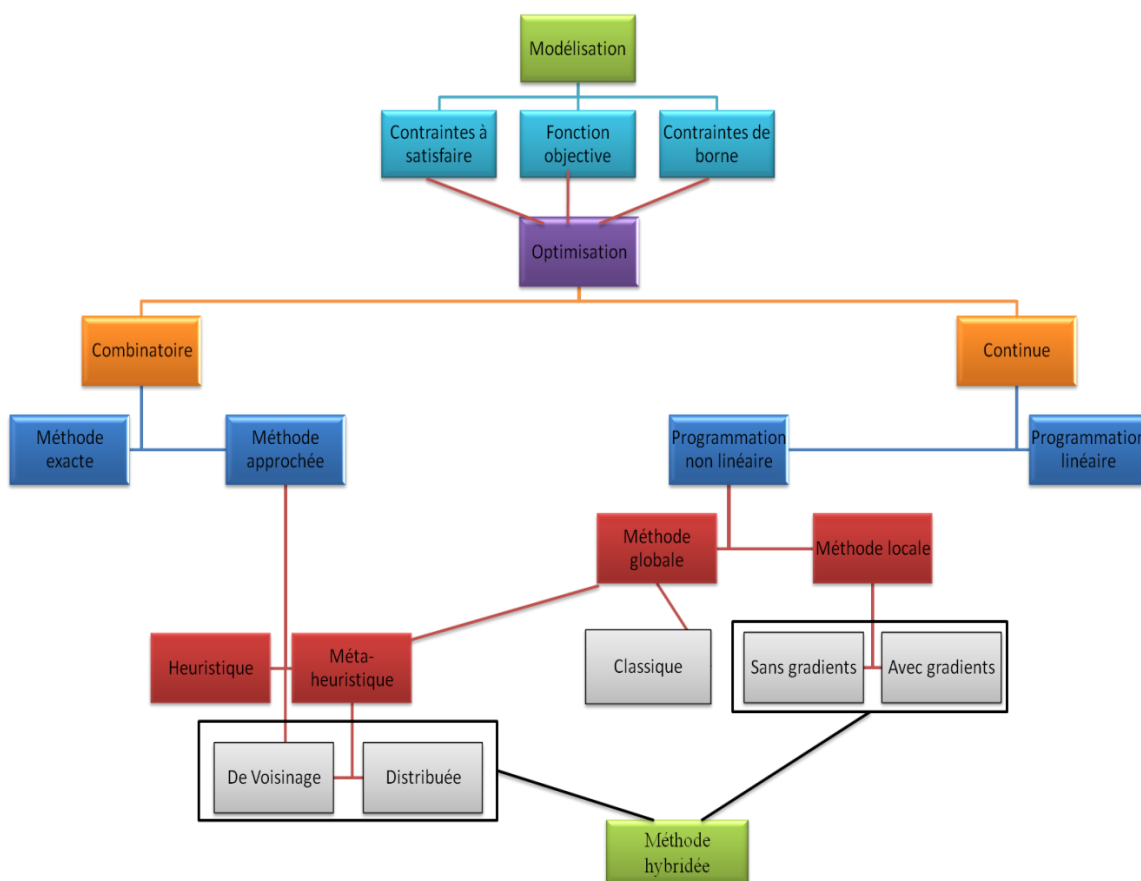 Modélisation
Contraintes à
satisfaire
Fonction
objective
Contraintes de
borne
Optimisation
Combinatoire
Continue
Méthode
exacte
Méthode
approchée
Programmation
non linéaire
Programmation
linéaire
Méthode
globale
Méthode locale
Heuristique
Méta-
heuristique
Classique
Sans gradients
Avec gradients
De Voisinage
Distribuée
Méthode
hybridée